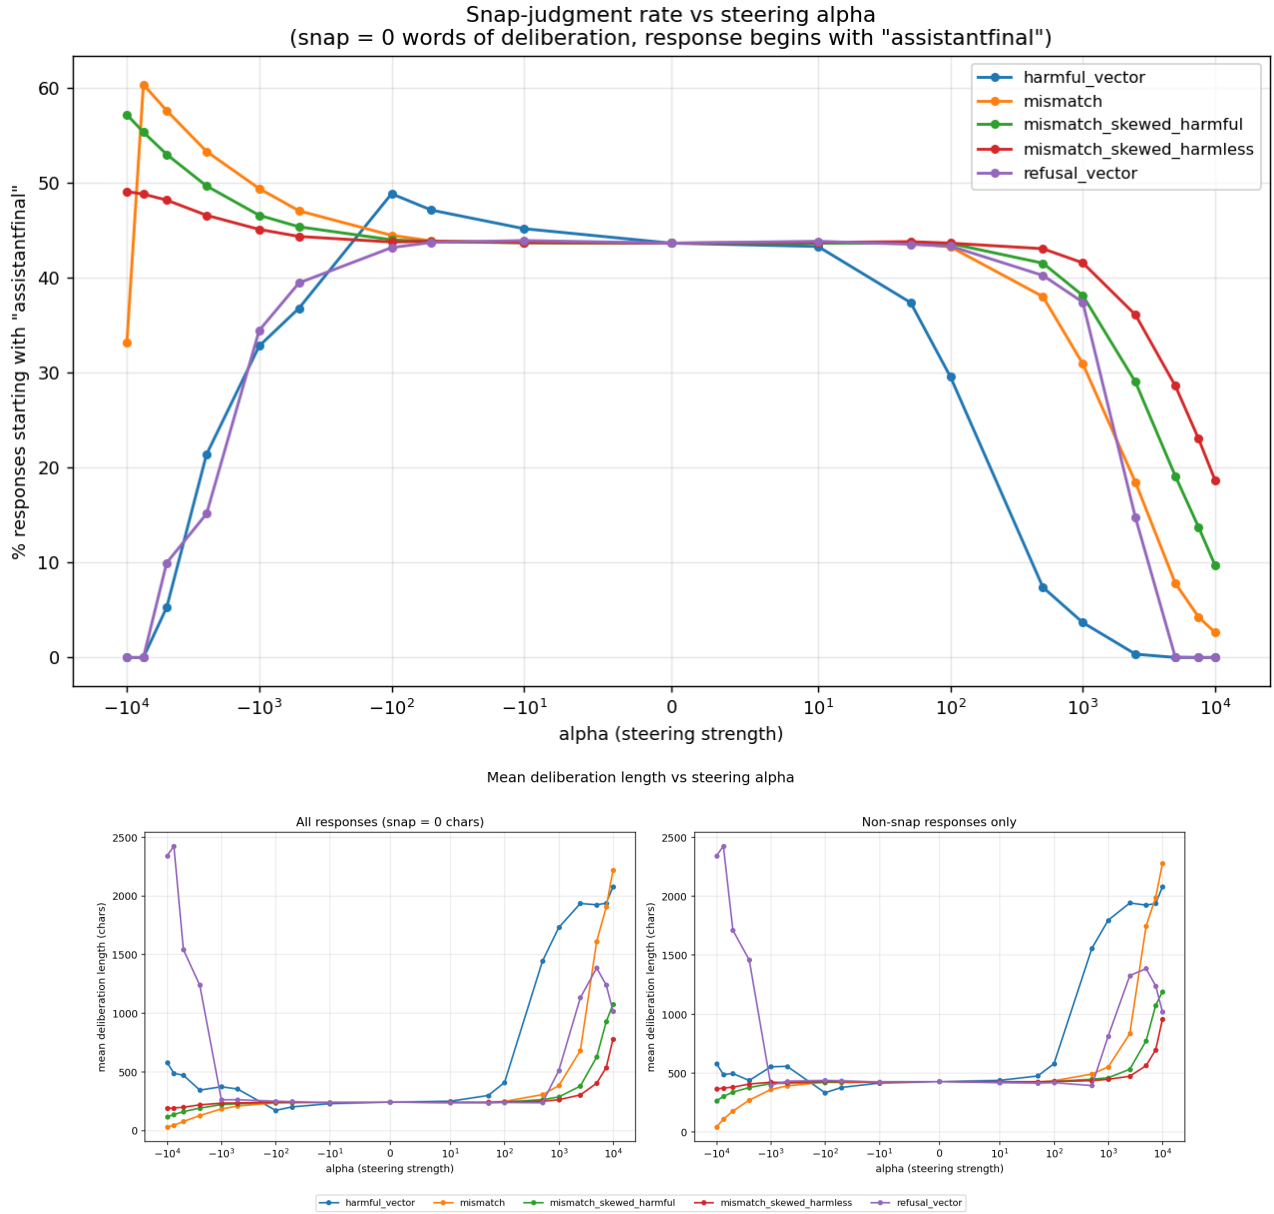 Snap-judgment rate vs steering alpha
(snap = 0 words of deliberation, response begins with "assistantfinal")
% responses starting with "assistantfinal"
60
50
40
30
20
10
0
harmful_vector
mismatch
mismatch_skewed_harmful
mismatch_skewed_harmless
refusal_vector
−10⁴ −10³ −10² −10¹ 0 10¹ 10² 10³ 10⁴
alpha (steering strength)
Mean deliberation length vs steering alpha
All responses (snap = 0 chars)
mean deliberation length (chars)
2500
2000
1500
1000
500
0
−10⁴ −10³ −10² −10¹ 0 10¹ 10² 10³ 10⁴
alpha (steering strength)
Non-snap responses only
mean deliberation length (chars)
2500
2000
1500
1000
500
0
−10⁴ −10³ −10² −10¹ 0 10¹ 10² 10³ 10⁴
alpha (steering strength)
harmful_vector mismatch mismatch_skewed_harmful mismatch_skewed_harmless refusal_vector